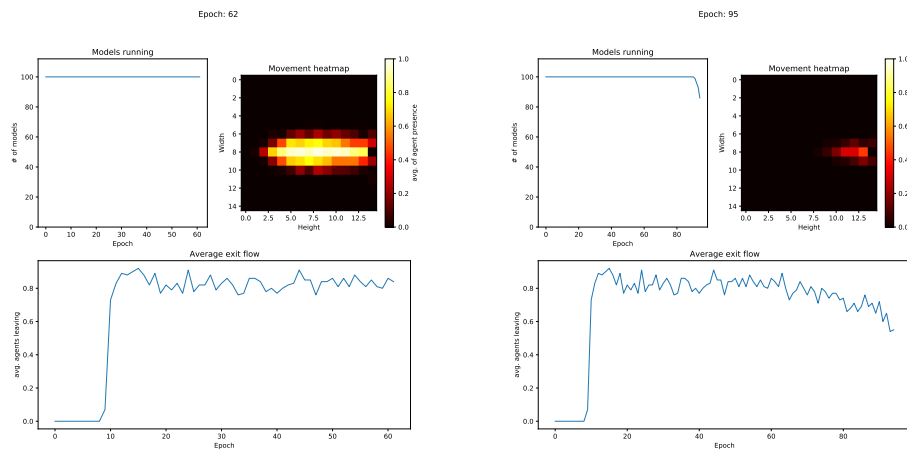 Epoch: 62
Models running
# of models
100
80
60
40
20
0
0 10 20 30 40 50 60
Epoch
Movement heatmap
Width
0
2
4
6
8
10
12
14
0.0 2.5 5.0 7.5 10.0 12.5
Height
1.0
0.8
0.6
0.4
0.2
0.0
avg. of agent presence
Average exit flow
avg. agents leaving
0.8
0.6
0.4
0.2
0.0
0 10 20 30 40 50 60
Epoch
Epoch: 95
Models running
# of models
100
80
60
40
20
0
0 20 40 60 80
Epoch
Movement heatmap
Width
0
2
4
6
8
10
12
14
0.0 2.5 5.0 7.5 10.0 12.5
Height
1.0
0.8
0.6
0.4
0.2
0.0
Average exit flow
avg. agents leaving
0.8
0.6
0.4
0.2
0.0
0 20 40 60 80
Epoch